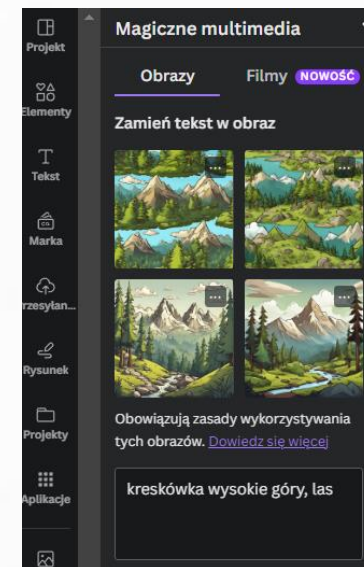 Projekt
Elementy
Tekst
Marka
rzesyłan...
Rysunek
Projekty
Aplikacje
Magiczne multimedia
Obrazy
Filmy NOWOŚĆ
Zamień tekst w obraz
Obowiązują zasady wykorzystywania
tych obrazów. Dowiedz się więcej
kreskówka wysokie góry, las